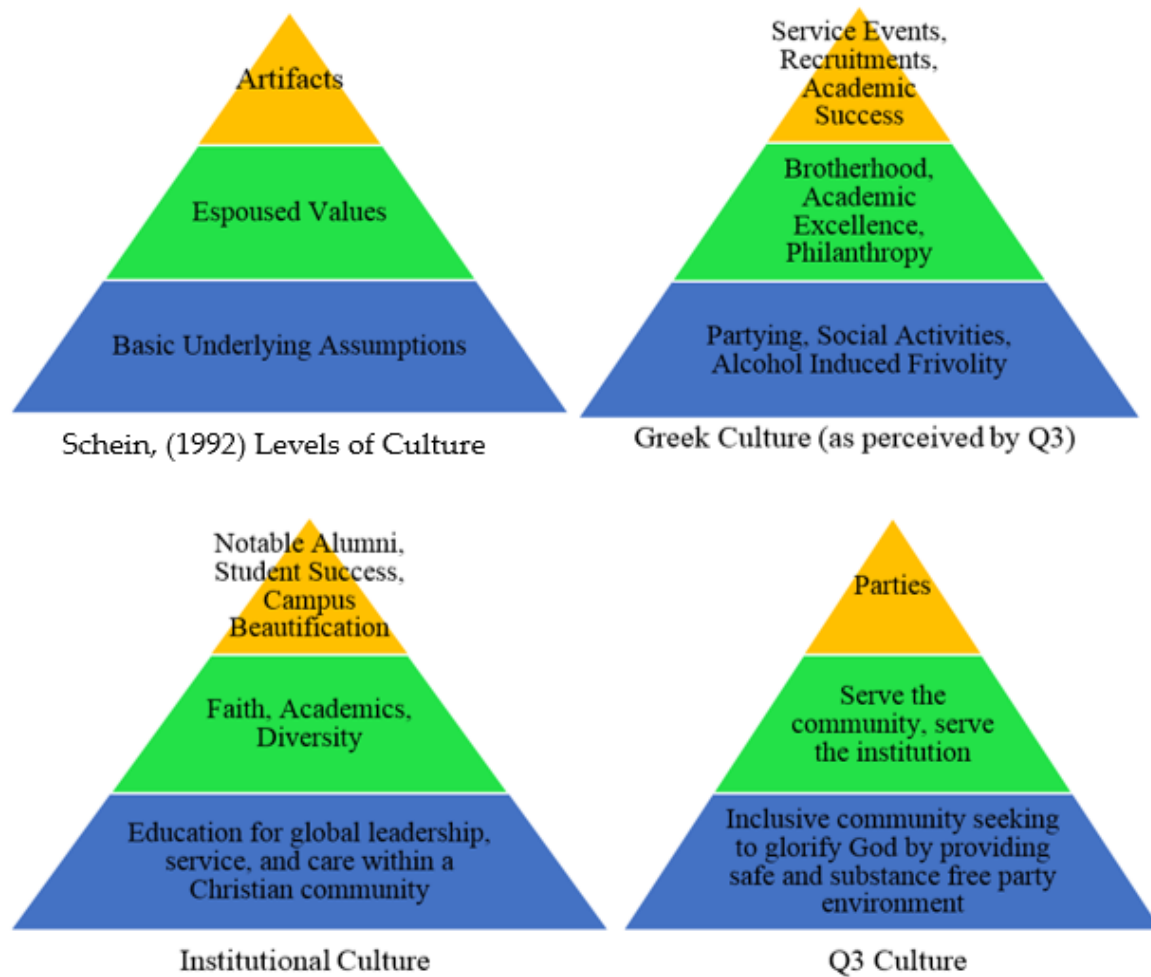 Artifacts
Espoused Values
Basic Underlying Assumptions
Schein, (1992) Levels of Culture
Service Events,
Recruitments,
Academic
Success
Brotherhood,
Academic
Excellence,
Philanthropy
Partying, Social Activities,
Alcohol Induced Frivolity
Greek Culture (as perceived by Q3)
Notable Alumni,
Student Success,
Campus
Beautification
Faith, Academics,
Diversity
Education for global leadership,
service, and care within a
Christian community
Institutional Culture
Parties
Serve the
community, serve
the institution
Inclusive community seeking
to glorify God by providing
safe and substance free party
environment
Q3 Culture